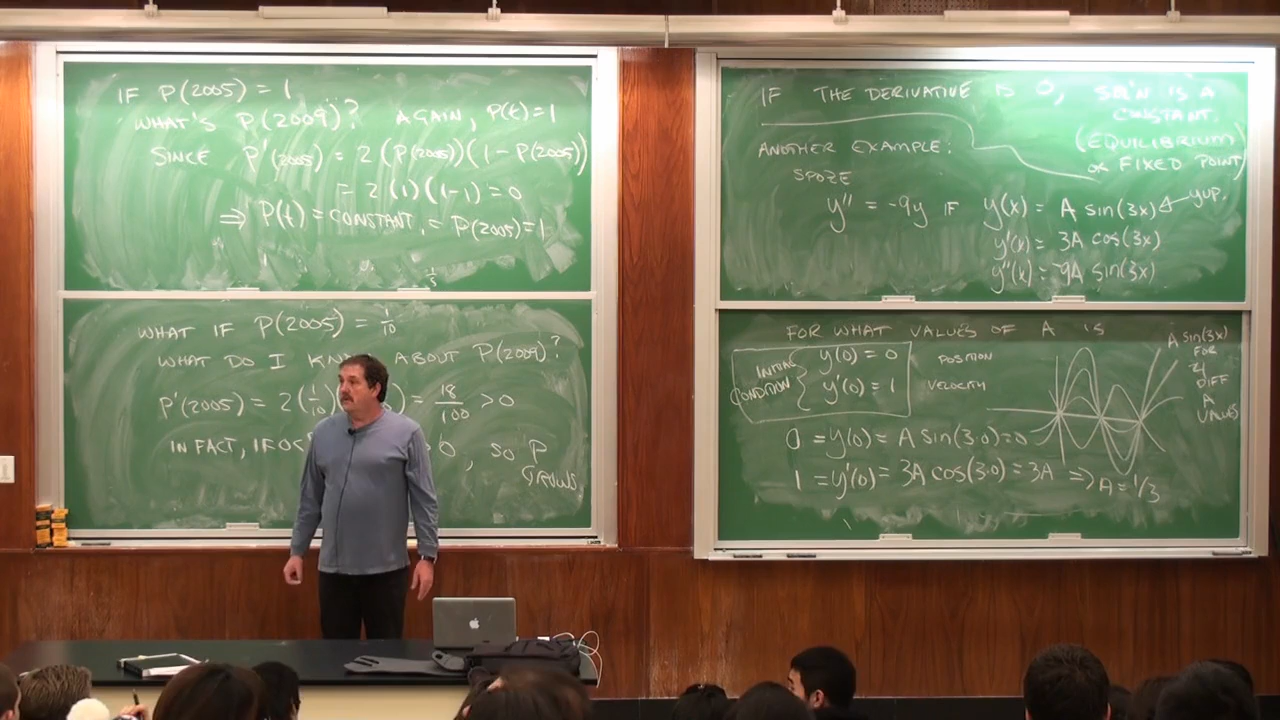 IF P(2005) = 1
WHAT'S P(2009)? AGAIN, P(t)=1
SINCE P'(2005) = 2(P(2005))(1 - P(2005))
= 2(1)(1-1) = 0
⇒ P(t) = CONSTANT, = P(2005) = 1
WHAT IF P(2005) = 1/10
WHAT DO I ABOUT P(2009)?
P'(2005) = 2(1/10) = 18/100 >0
IN FACT, IF 0, SO P
GROWS
IF THE DERIVATIVE IS 0, SOL'N IS A
CONSTANT.
(EQUILIBRIUM
OR FIXED POINT)
ANOTHER EXAMPLE:
SPOZE
y" = -9y IF y(x) = A sin(3x) ← YUP.
y'(x) = 3A cos(3x)
y"(x) = -9A sin(3x)
FOR WHAT VALUES OF A IS
INITIAL
CONDITION
y(0) = 0 POSITION
y'(0) = 1 VELOCITY
A sin(3x)
FOR
DIFF
A
VALUES
0 = y(0) = A sin(3·0) = 0
1 = y'(0) = 3A cos(3·0) = 3A ⇒ A = 1/3